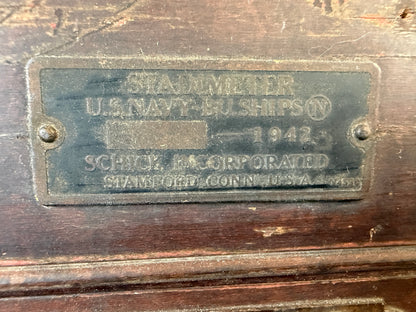 STADIMETER
U.S. NAVY-BU. SHIPS
1942
SCHICK INCORPORATED
STAMFORD, CONN. U.S.A.